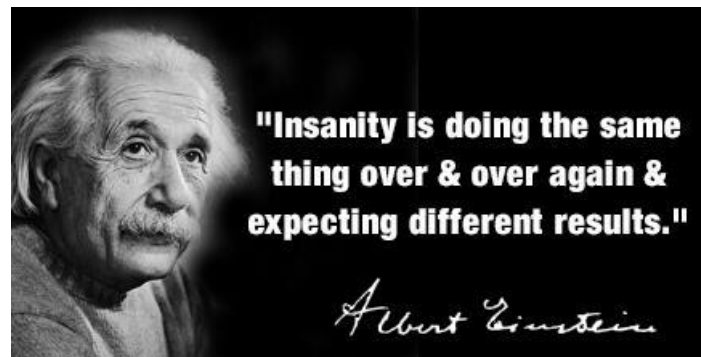 "Insanity is doing the same
thing over & over again &
expecting different results."
Albert Einstein